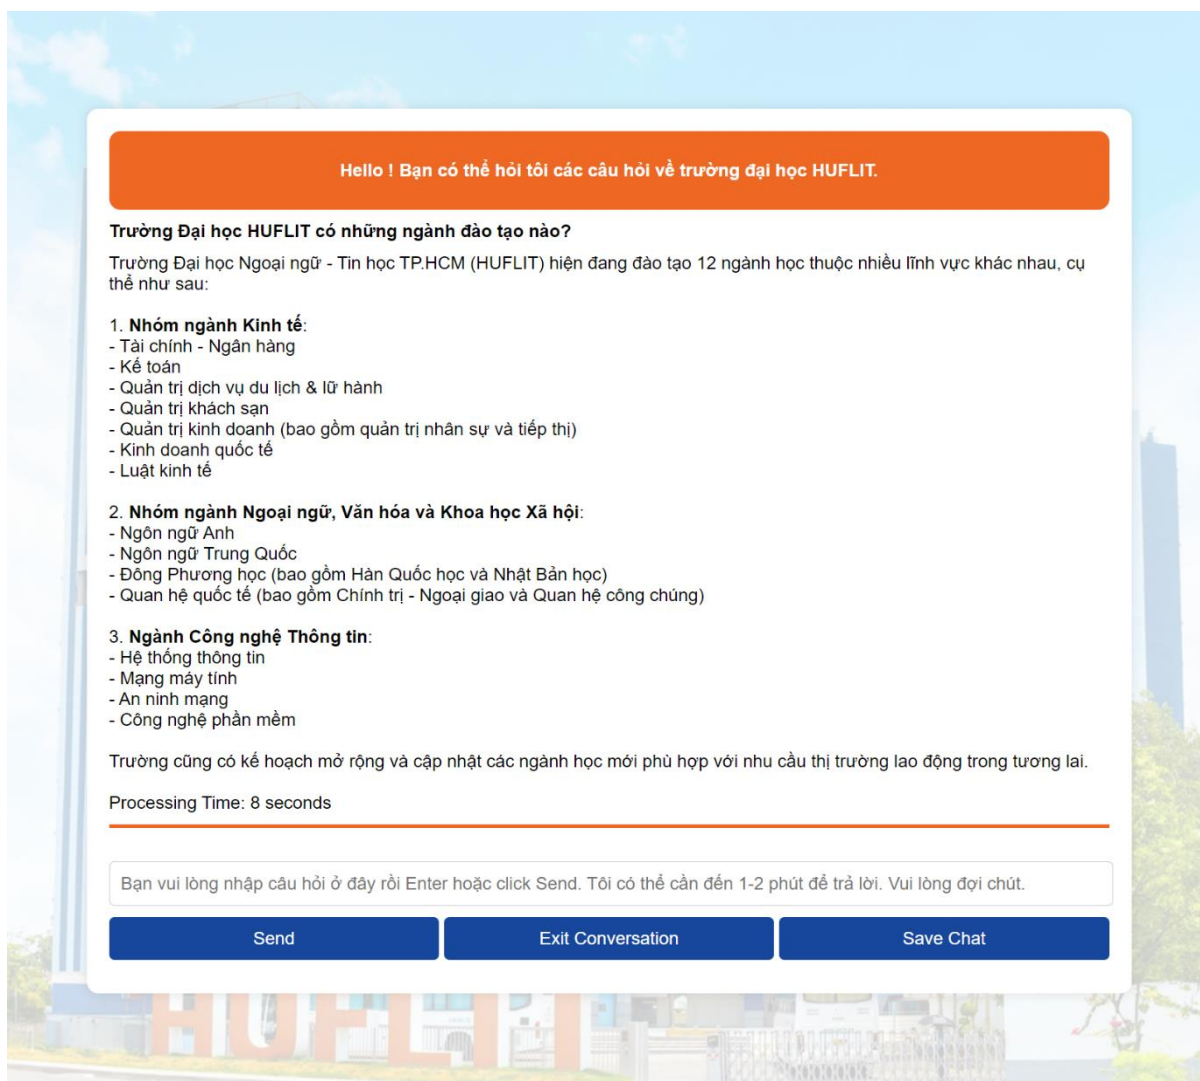 Hello ! Bạn có thể hỏi tôi các câu hỏi về trường đại học HUFLIT.
Trường Đại học HUFLIT có những ngành đào tạo nào?
Trường Đại học Ngoại ngữ - Tin học TP.HCM (HUFLIT) hiện đang đào tạo 12 ngành học thuộc nhiều lĩnh vực khác nhau, cụ
thể như sau:
1. Nhóm ngành Kinh tế:
- Tài chính - Ngân hàng
- Kế toán
- Quản trị dịch vụ du lịch & lữ hành
- Quản trị khách sạn
- Quản trị kinh doanh (bao gồm quản trị nhân sự và tiếp thị)
- Kinh doanh quốc tế
- Luật kinh tế
2. Nhóm ngành Ngoại ngữ, Văn hóa và Khoa học Xã hội:
- Ngôn ngữ Anh
- Ngôn ngữ Trung Quốc
- Đông Phương học (bao gồm Hàn Quốc học và Nhật Bản học)
- Quan hệ quốc tế (bao gồm Chính trị - Ngoại giao và Quan hệ công chúng)
3. Ngành Công nghệ Thông tin:
- Hệ thống thông tin
- Mạng máy tính
- An ninh mạng
- Công nghệ phần mềm
Trường cũng có kế hoạch mở rộng và cập nhật các ngành học mới phù hợp với nhu cầu thị trường lao động trong tương lai.
Processing Time: 8 seconds
Bạn vui lòng nhập câu hỏi ở đây rồi Enter hoặc click Send. Tôi có thể cần đến 1-2 phút để trả lời. Vui lòng đợi chút.
Send
Exit Conversation
Save Chat
HUFLIT